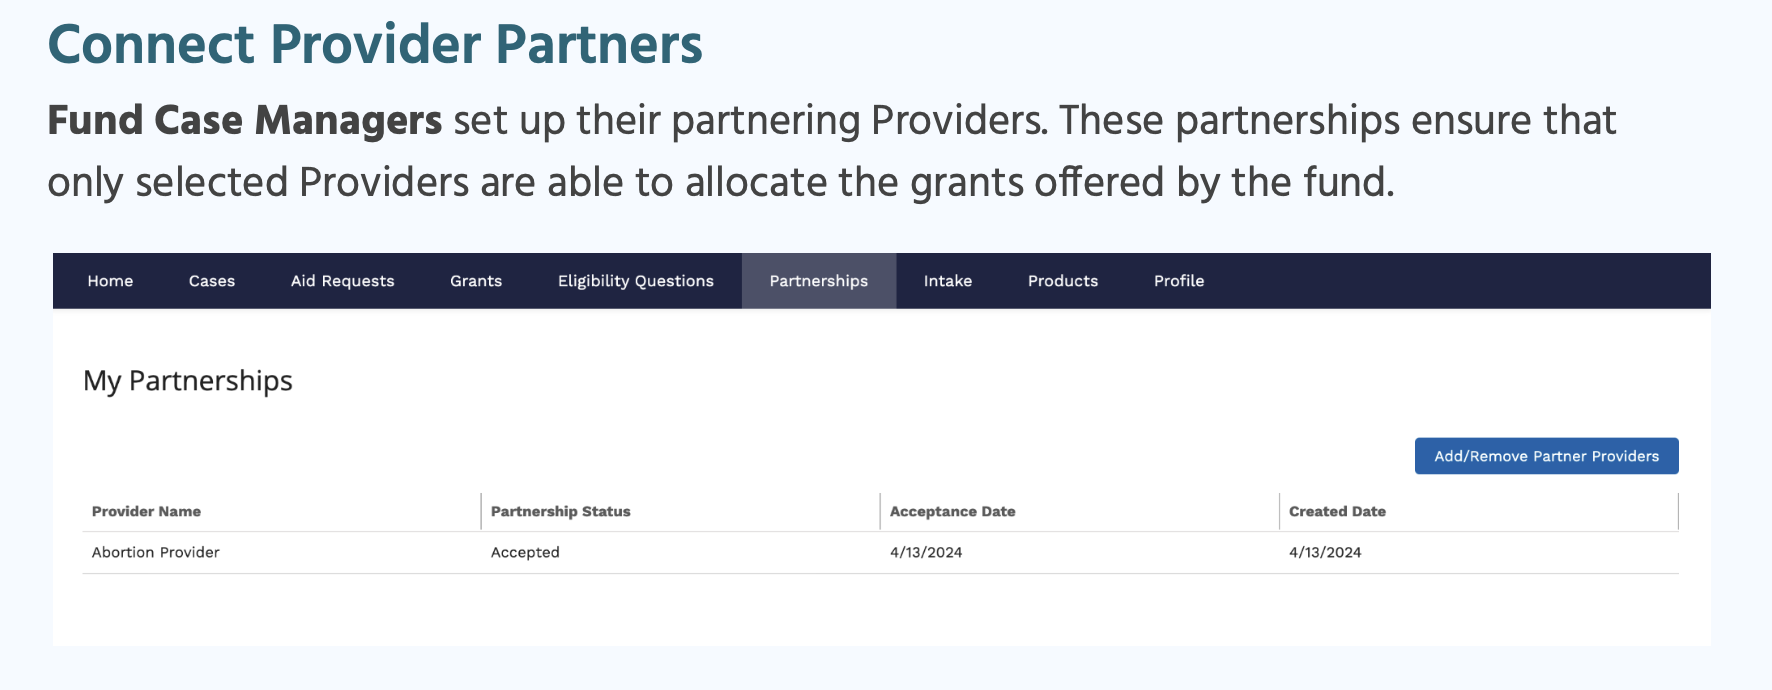 Connect Provider Partners
Fund Case Managers set up their partnering Providers. These partnerships ensure that
only selected Providers are able to allocate the grants offered by the fund.
Home Cases Aid Requests Grants Eligibility Questions Partnerships Intake Products Profile
My Partnerships
Add/Remove Partner Providers
Provider Name Partnership Status Acceptance Date Created Date
Abortion Provider Accepted 4/13/2024 4/13/2024